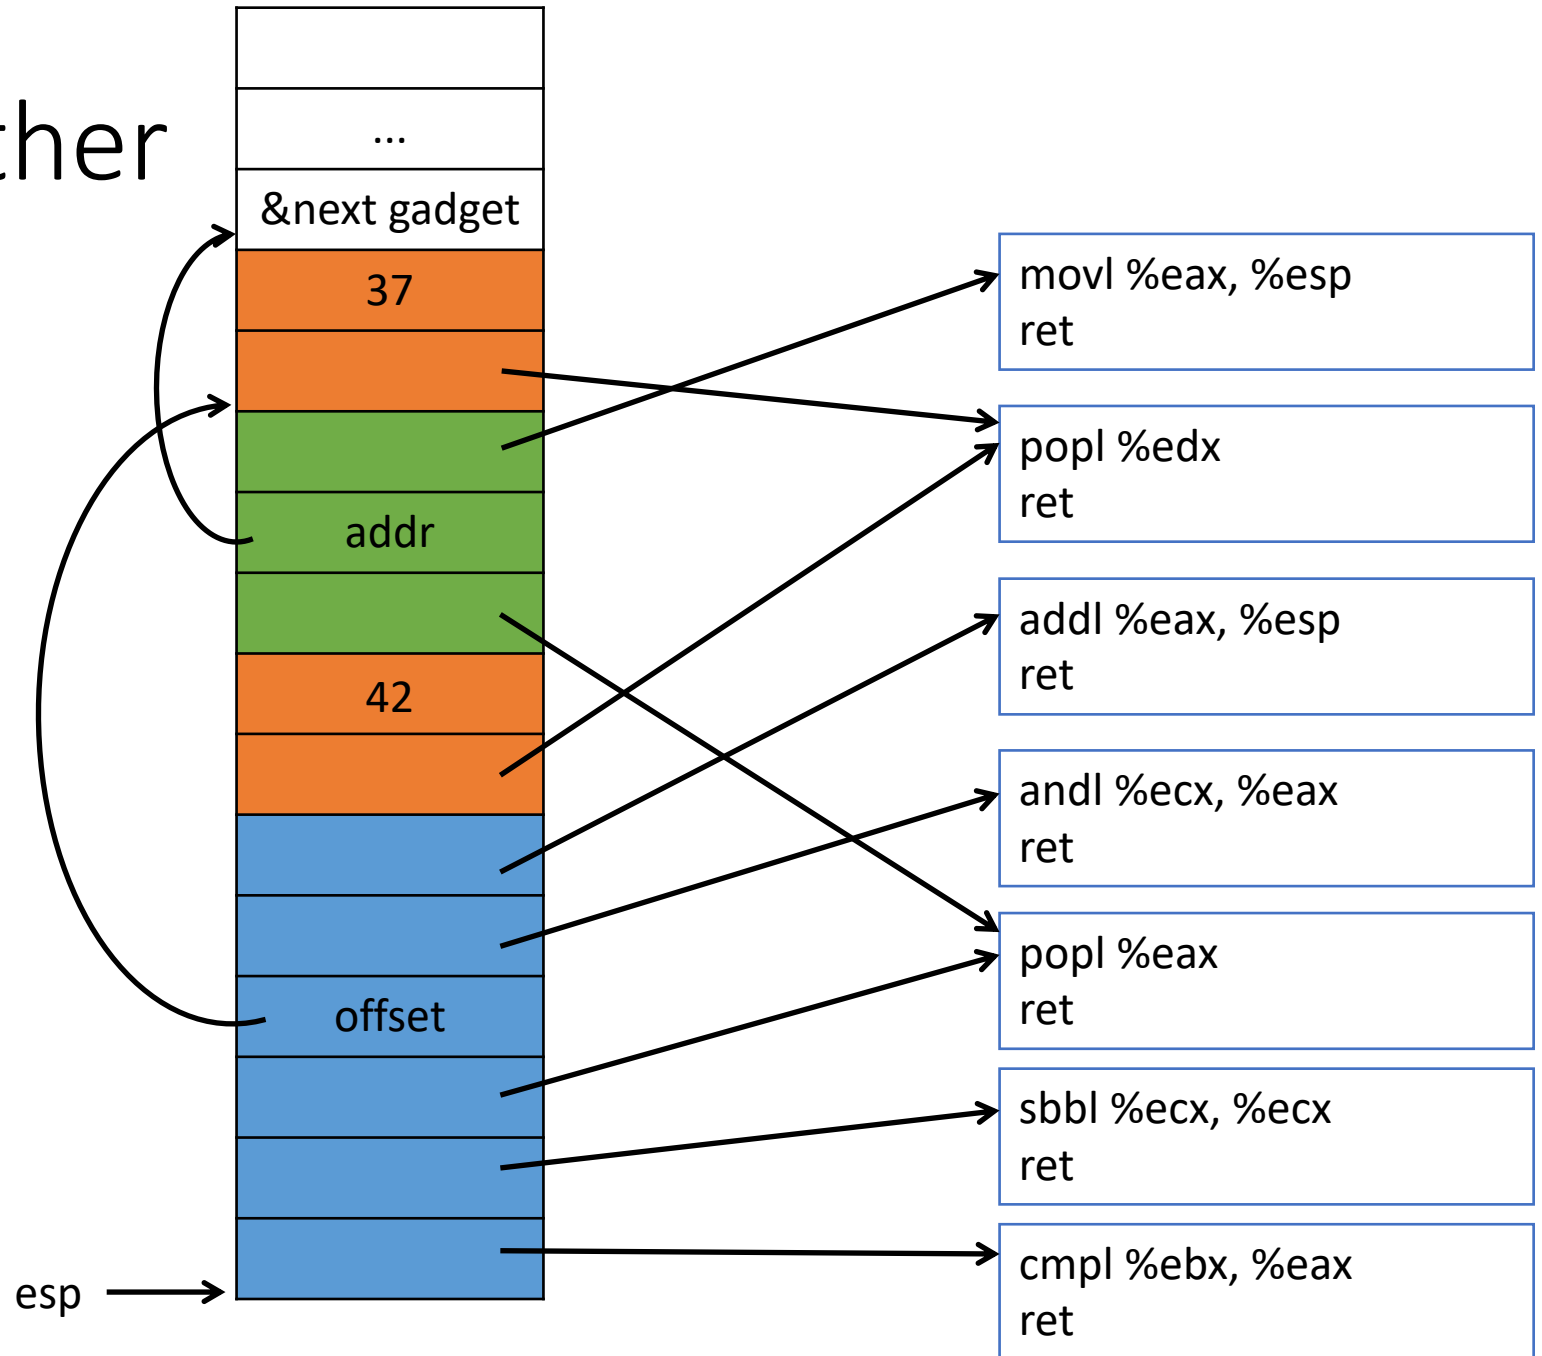 ...
&next gadget
37
addr
42
offset
esp
movl %eax, %esp
ret
popl %edx
ret
addl %eax, %esp
ret
andl %ecx, %eax
ret
popl %eax
ret
sbbl %ecx, %ecx
ret
cmpl %ebx, %eax
ret